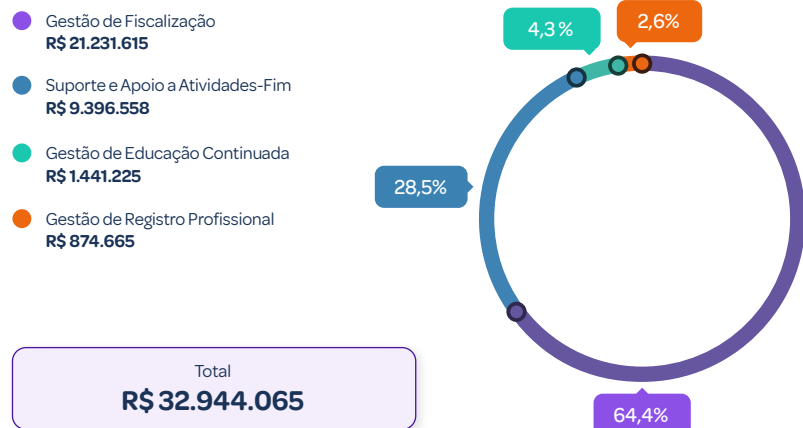 Gestão de Fiscalização
R$ 21.231.615
Suporte e Apoio a Atividades-Fim
R$ 9.396.558
Gestão de Educação Continuada
R$ 1.441.225
Gestão de Registro Profissional
R$ 874.665
Total
R$ 32.944.065
4,3 %
2,6%
28,5%
64,4%